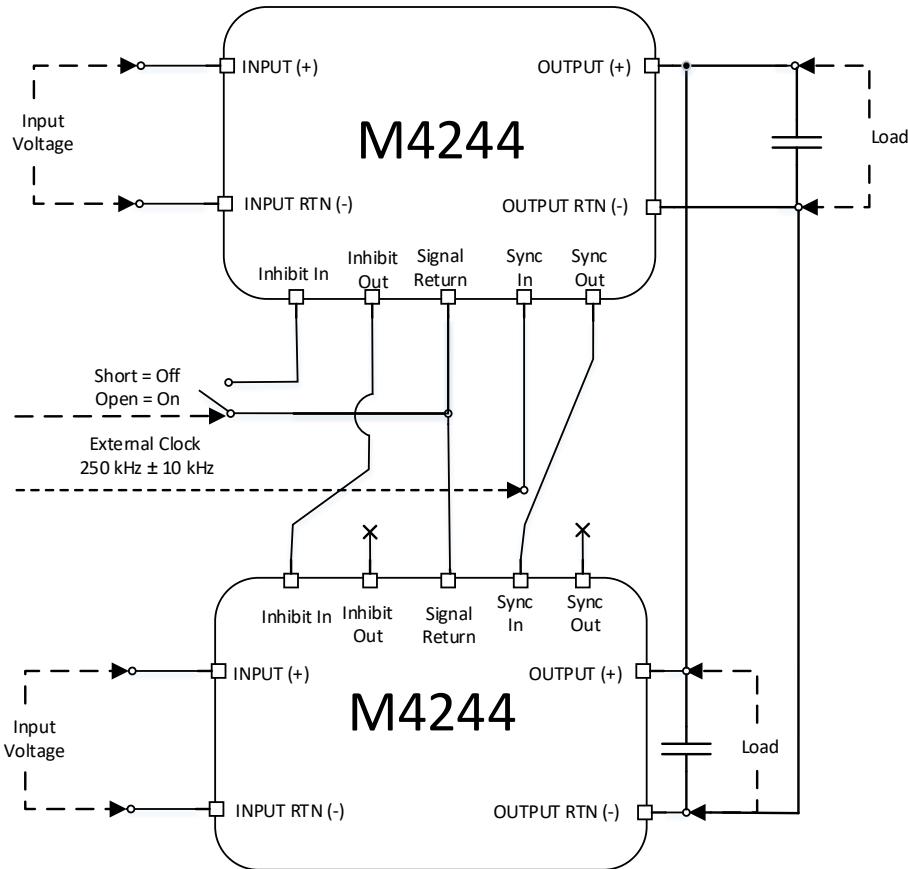 INPUT (+)
OUTPUT (+)
Input
Voltage
M4244
Load
INPUT RTN (-)
OUTPUT RTN (-)
Inhibit In
Inhibit
Out
Signal
Return
Sync
In
Sync
Out
Short = Off
Open = On
External Clock
250 kHz ± 10 kHz
Inhibit In
Inhibit
Out
Signal
Return
Sync
In
Sync
Out
INPUT (+)
OUTPUT (+)
Input
Voltage
M4244
Load
INPUT RTN (-)
OUTPUT RTN (-)